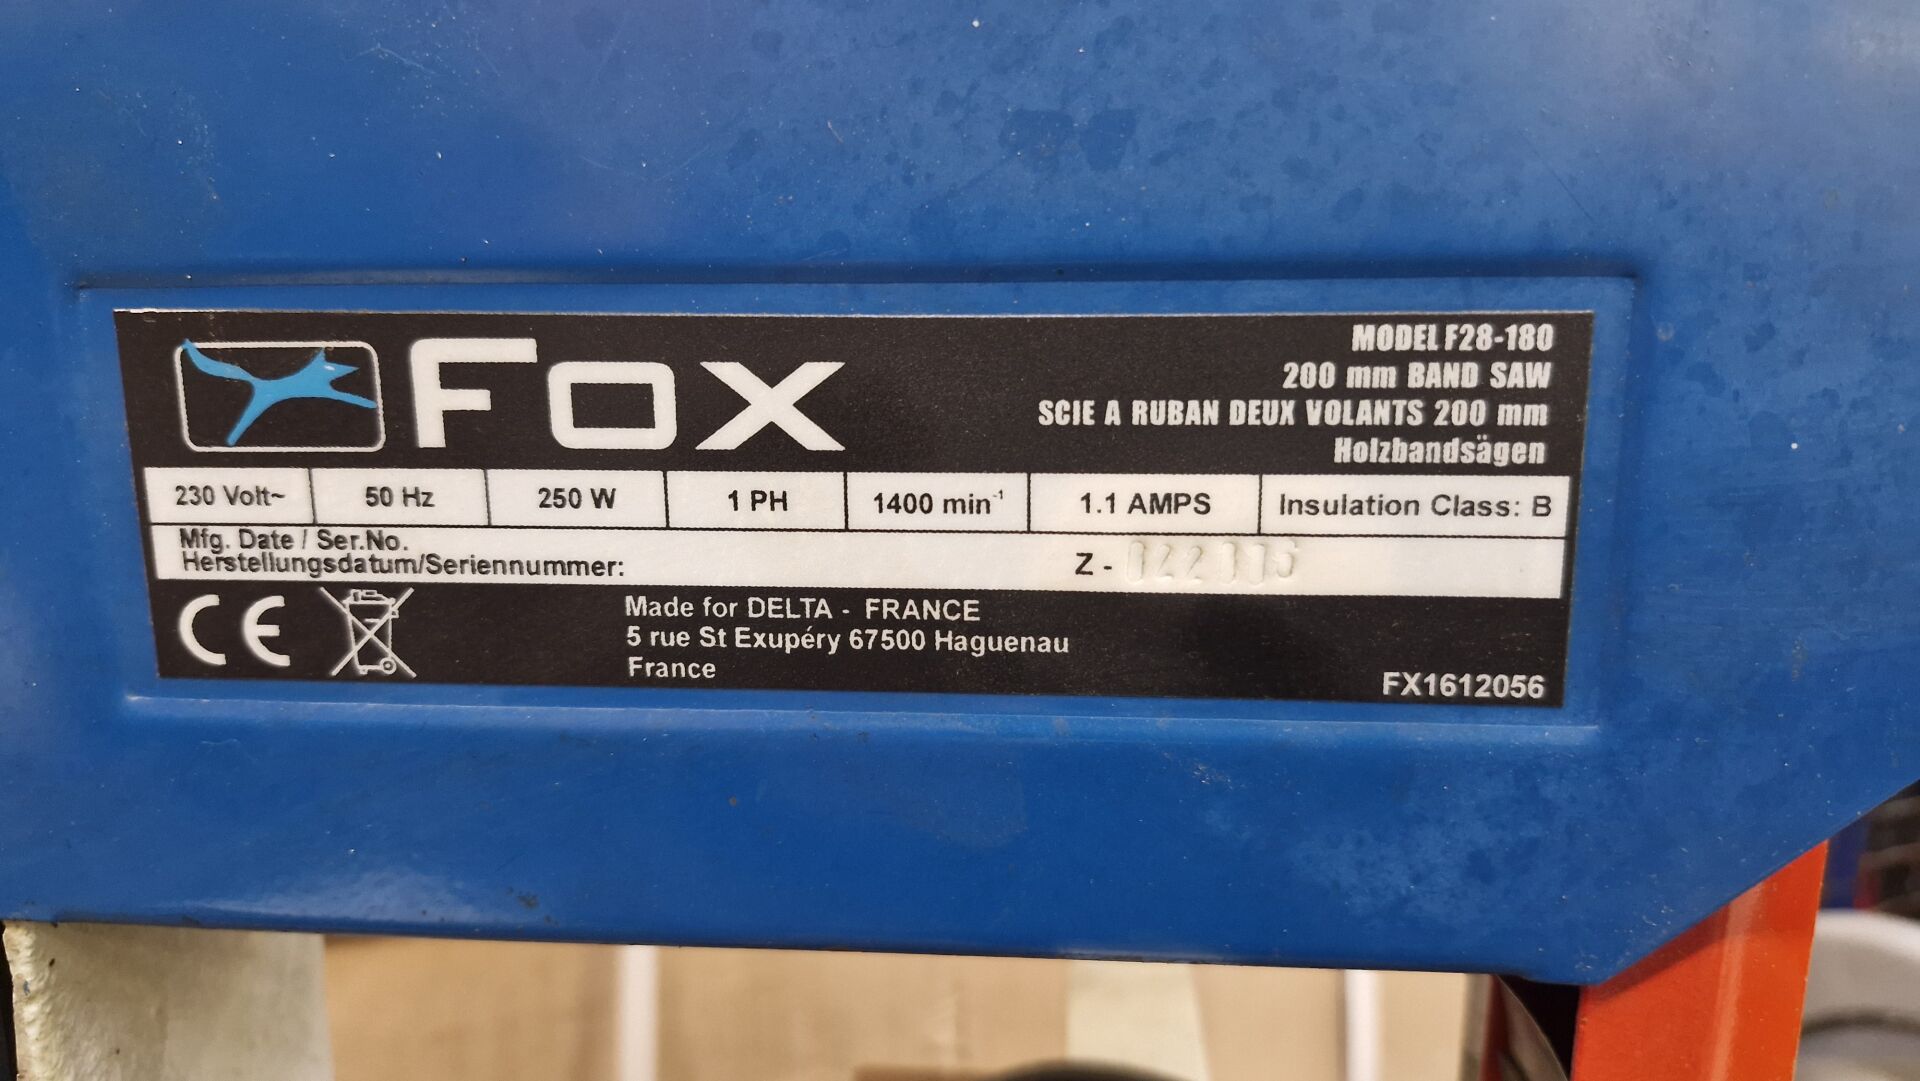 FOX
MODEL F28-180
200 mm BAND SAW
SCIE A RUBAN DEUX VOLANTS 200 mm
Holzbandsägen
230 Volt~ 50 Hz 250 W 1 PH 1400 min⁻¹ 1.1 AMPS Insulation Class: B
Mfg. Date / Ser.No.
Herstellungsdatum/Seriennummer:
Z -
CE
Made for DELTA - FRANCE
5 rue St Exupéry 67500 Haguenau
France
FX1612056